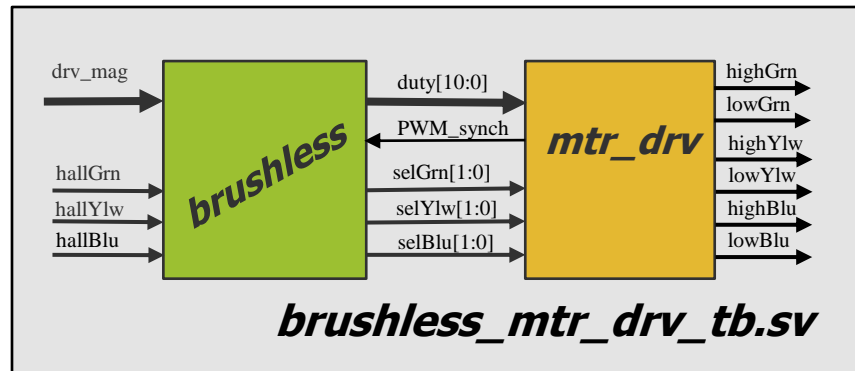 drv_mag
hallGrn
hallYlw
hallBlu
brushless
duty[10:0]
PWM_synch
selGrn[1:0]
selYlw[1:0]
selBlu[1:0]
mtr_drv
highGrn
lowGrn
highYlw
lowYlw
highBlu
lowBlu
brushless_mtr_drv_tb.sv